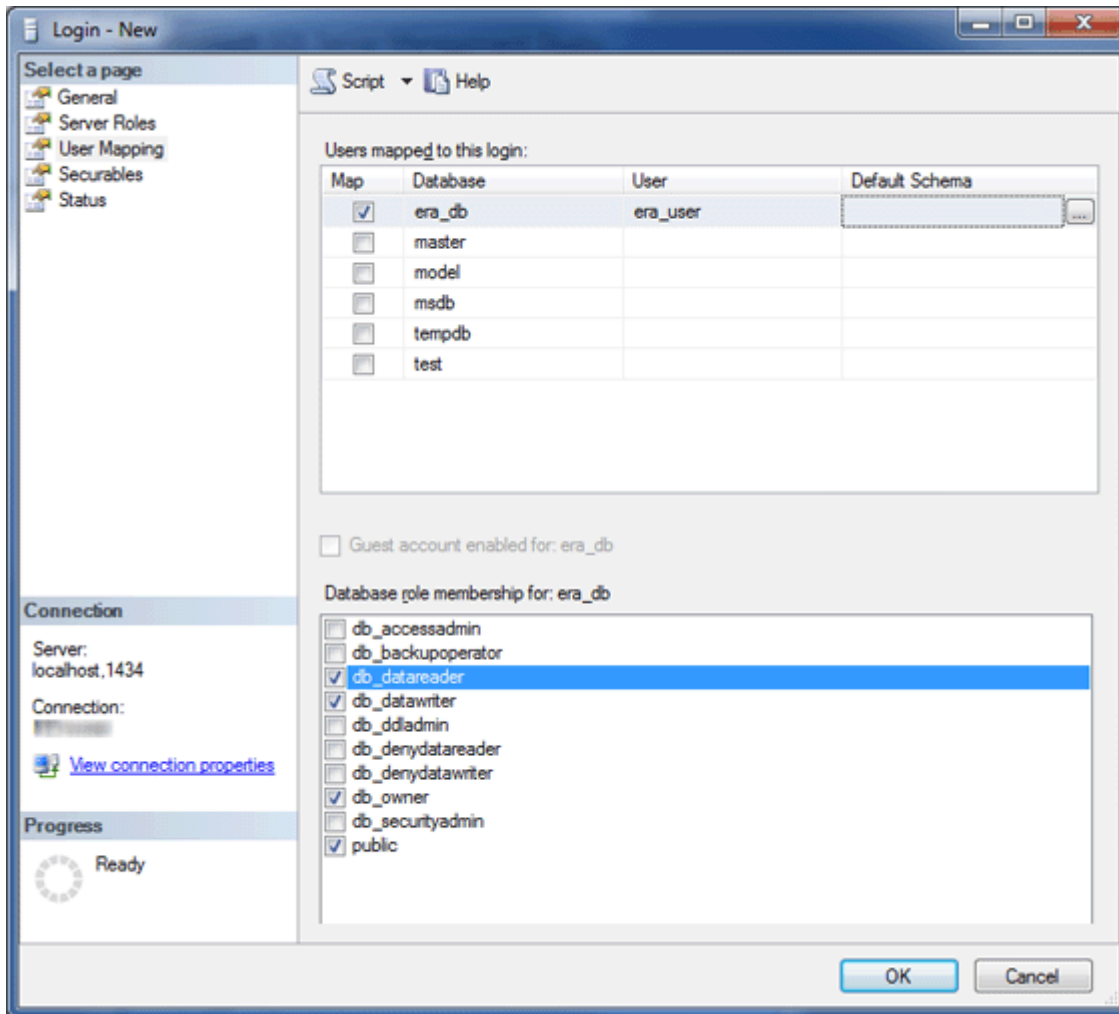 Login - New
Select a page
General
Server Roles
User Mapping
Securables
Status
Script
Help
Users mapped to this login:
Map Database User Default Schema
era_db era_user ...
master
model
msdb
tempdb
test
Guest account enabled for: era_db
Database role membership for: era_db
db_accessadmin
db_backupoperator
db_datareader
db_datawriter
db_ddladmin
db_denydatareader
db_denydatawriter
db_owner
db_securityadmin
public
Connection
Server:
localhost,1434
Connection:
View connection properties
Progress
Ready
OK Cancel